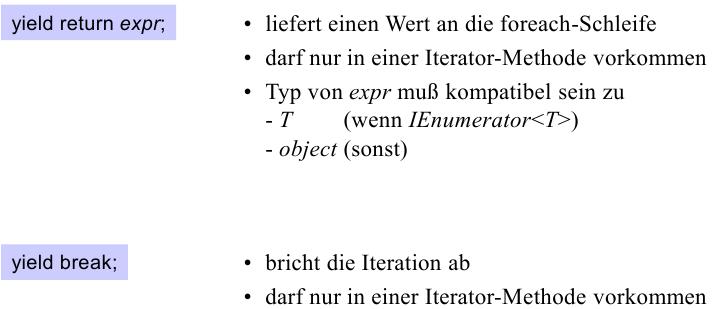 yield return expr;
• liefert einen Wert an die foreach-Schleife
• darf nur in einer Iterator-Methode vorkommen
• Typ von expr muß kompatibel sein zu
- T (wenn IEnumerator<T>)
- object (sonst)
yield break;
• bricht die Iteration ab
• darf nur in einer Iterator-Methode vorkommen